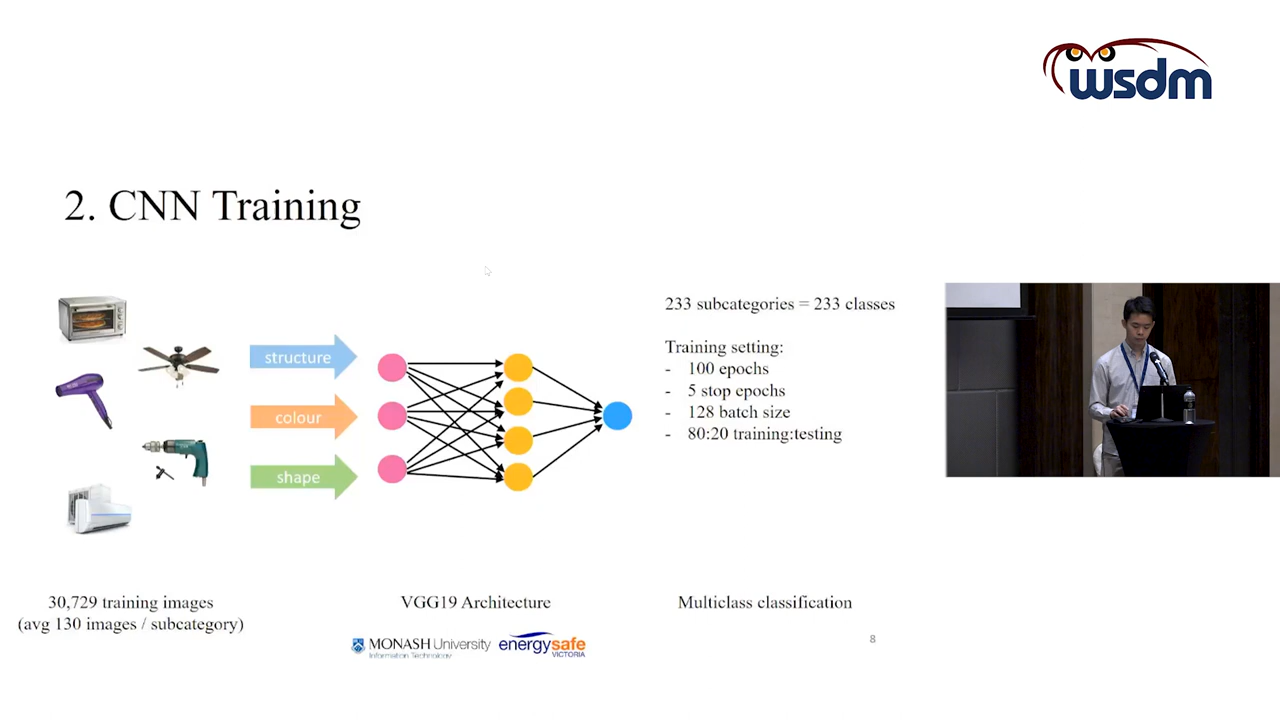 wsdm
2. CNN Training
structure
colour
shape
233 subcategories = 233 classes
Training setting:
- 100 epochs
- 5 stop epochs
- 128 batch size
- 80:20 training:testing
30,729 training images
(avg 130 images / subcategory)
VGG19 Architecture
Multiclass classification
MONASH University
Information Technology
energysafe
VICTORIA
8